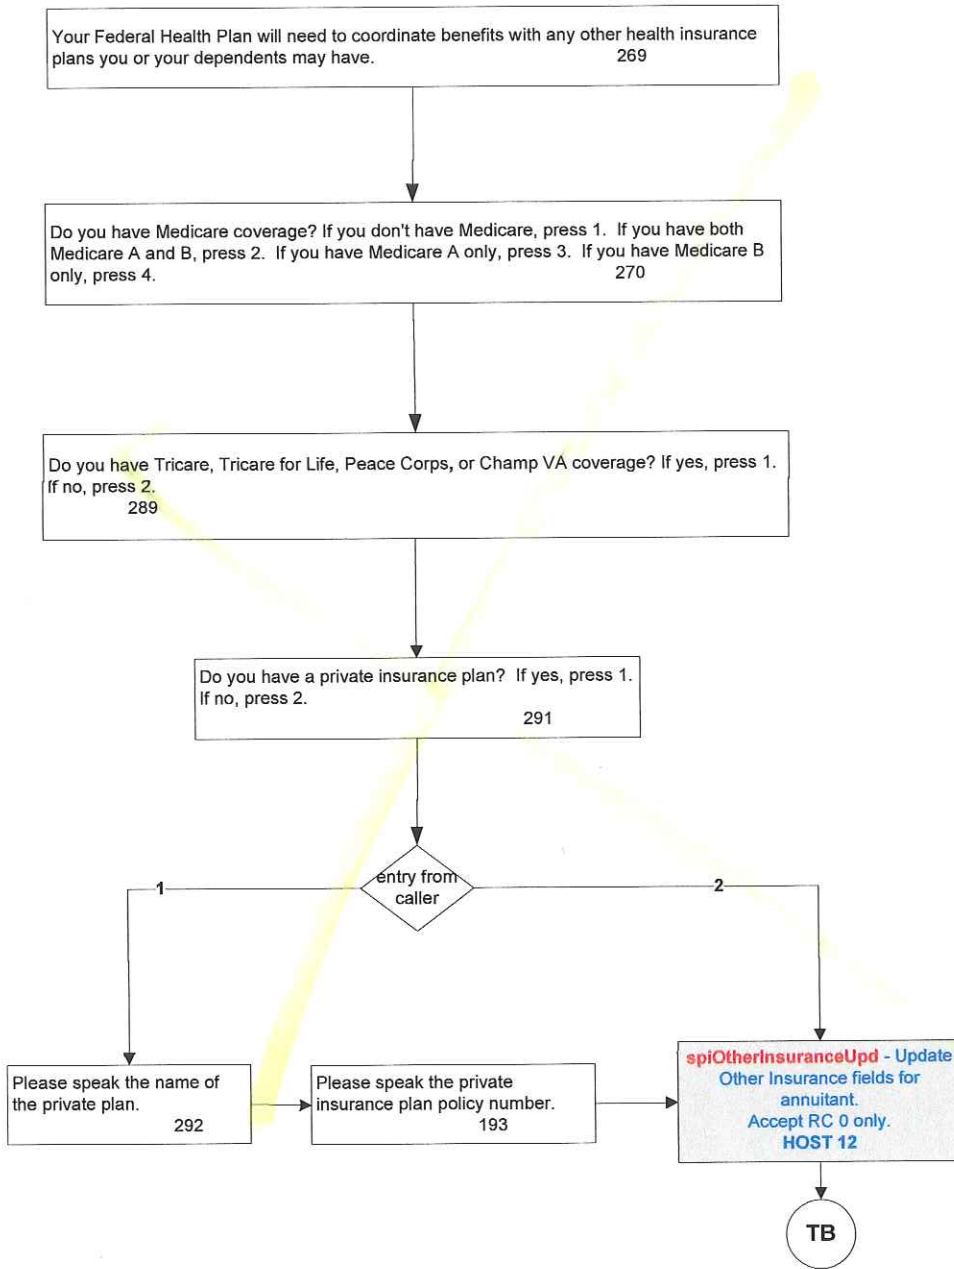 Your Federal Health Plan will need to coordinate benefits with any other health insurance
plans you or your dependents may have.
269
Do you have Medicare coverage? If you don't have Medicare, press 1. If you have both
Medicare A and B, press 2. If you have Medicare A only, press 3. If you have Medicare B
only, press 4.
270
Do you have Tricare, Tricare for Life, Peace Corps, or Champ VA coverage? If yes, press 1.
If no, press 2.
289
Do you have a private insurance plan? If yes, press 1.
If no, press 2.
291
entry from
caller
1
2
Please speak the name of
the private plan.
292
Please speak the private
insurance plan policy number.
193
spiOtherInsuranceUpd - Update
Other Insurance fields for
annuitant.
Accept RC 0 only.
HOST 12
TB